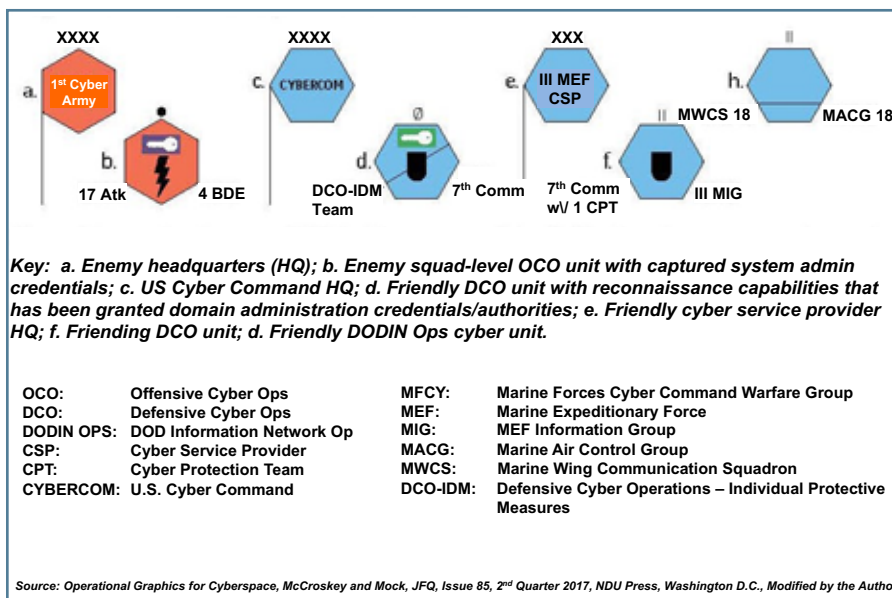 XXXX
XXXX
XXX
II
a.
1st Cyber
Army
c.
CYBERCOM
e.
III MEF
CSP
h.
MWCS 18
MACG 18
b.
17 Atk
4 BDE
Ø
d.
DCO-IDM
Team
7th Comm
II
f.
7th Comm
w\/ 1 CPT
III MIG
Key: a. Enemy headquarters (HQ); b. Enemy squad-level OCO unit with captured system admin
credentials; c. US Cyber Command HQ; d. Friendly DCO unit with reconnaissance capabilities that
has been granted domain administration credentials/authorities; e. Friendly cyber service provider
HQ; f. Friending DCO unit; d. Friendly DODIN Ops cyber unit.
OCO: Offensive Cyber Ops
DCO: Defensive Cyber Ops
DODIN OPS: DOD Information Network Op
CSP: Cyber Service Provider
CPT: Cyber Protection Team
CYBERCOM: U.S. Cyber Command
MFCY: Marine Forces Cyber Command Warfare Group
MEF: Marine Expeditionary Force
MIG: MEF Information Group
MACG: Marine Air Control Group
MWCS: Marine Wing Communication Squadron
DCO-IDM: Defensive Cyber Operations – Individual Protective
Measures
Source: Operational Graphics for Cyberspace, McCroskey and Mock, JFQ, Issue 85, 2nd Quarter 2017, NDU Press, Washington D.C., Modified by the Autho